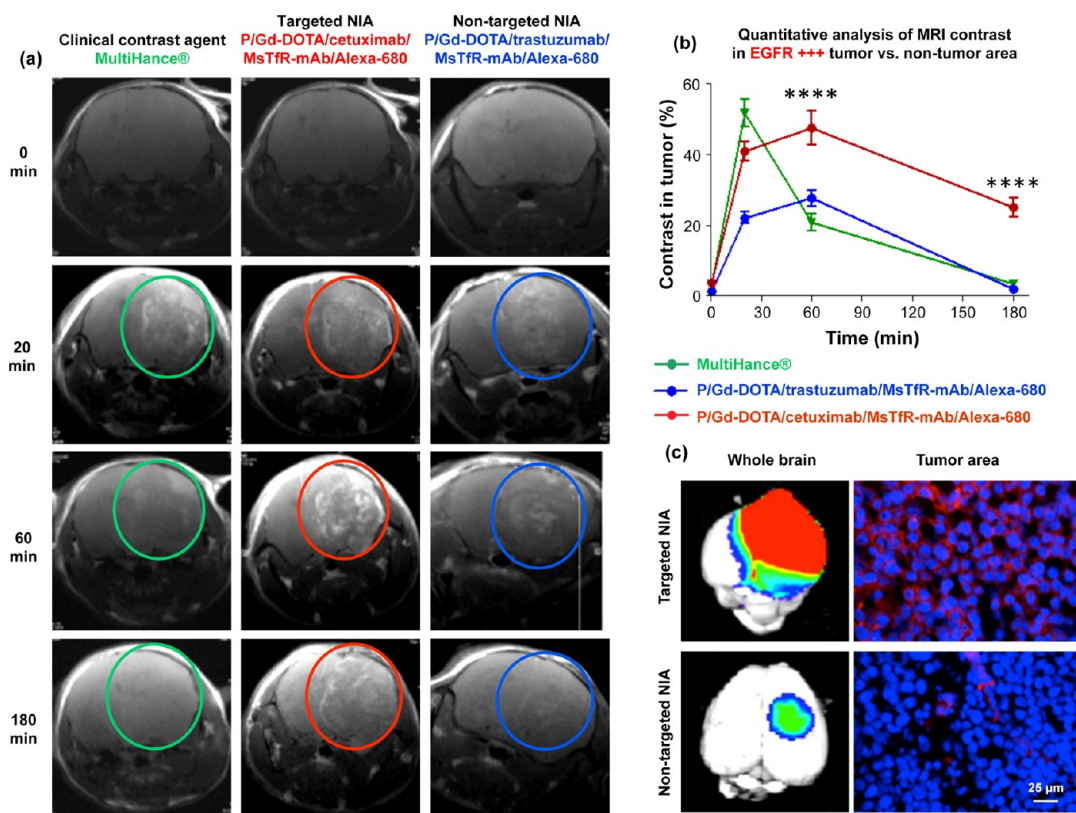 (a)
Clinical contrast agent
MultiHance®
Targeted NIA
P/Gd-DOTA/cetuximab/
MsTfR-mAb/Alexa-680
Non-targeted NIA
P/Gd-DOTA/trastuzumab/
MsTfR-mAb/Alexa-680
0
min
20
min
60
min
180
min
(b)
Quantitative analysis of MRI contrast
in EGFR +++ tumor vs. non-tumor area
****
****
Contrast in tumor (%)
60
40
20
0
0 30 60 90 120 150 180
Time (min)
MultiHance®
P/Gd-DOTA/trastuzumab/MsTfR-mAb/Alexa-680
P/Gd-DOTA/cetuximab/MsTfR-mAb/Alexa-680
(c)
Whole brain Tumor area
Targeted NIA
Non-targeted NIA
25 µm